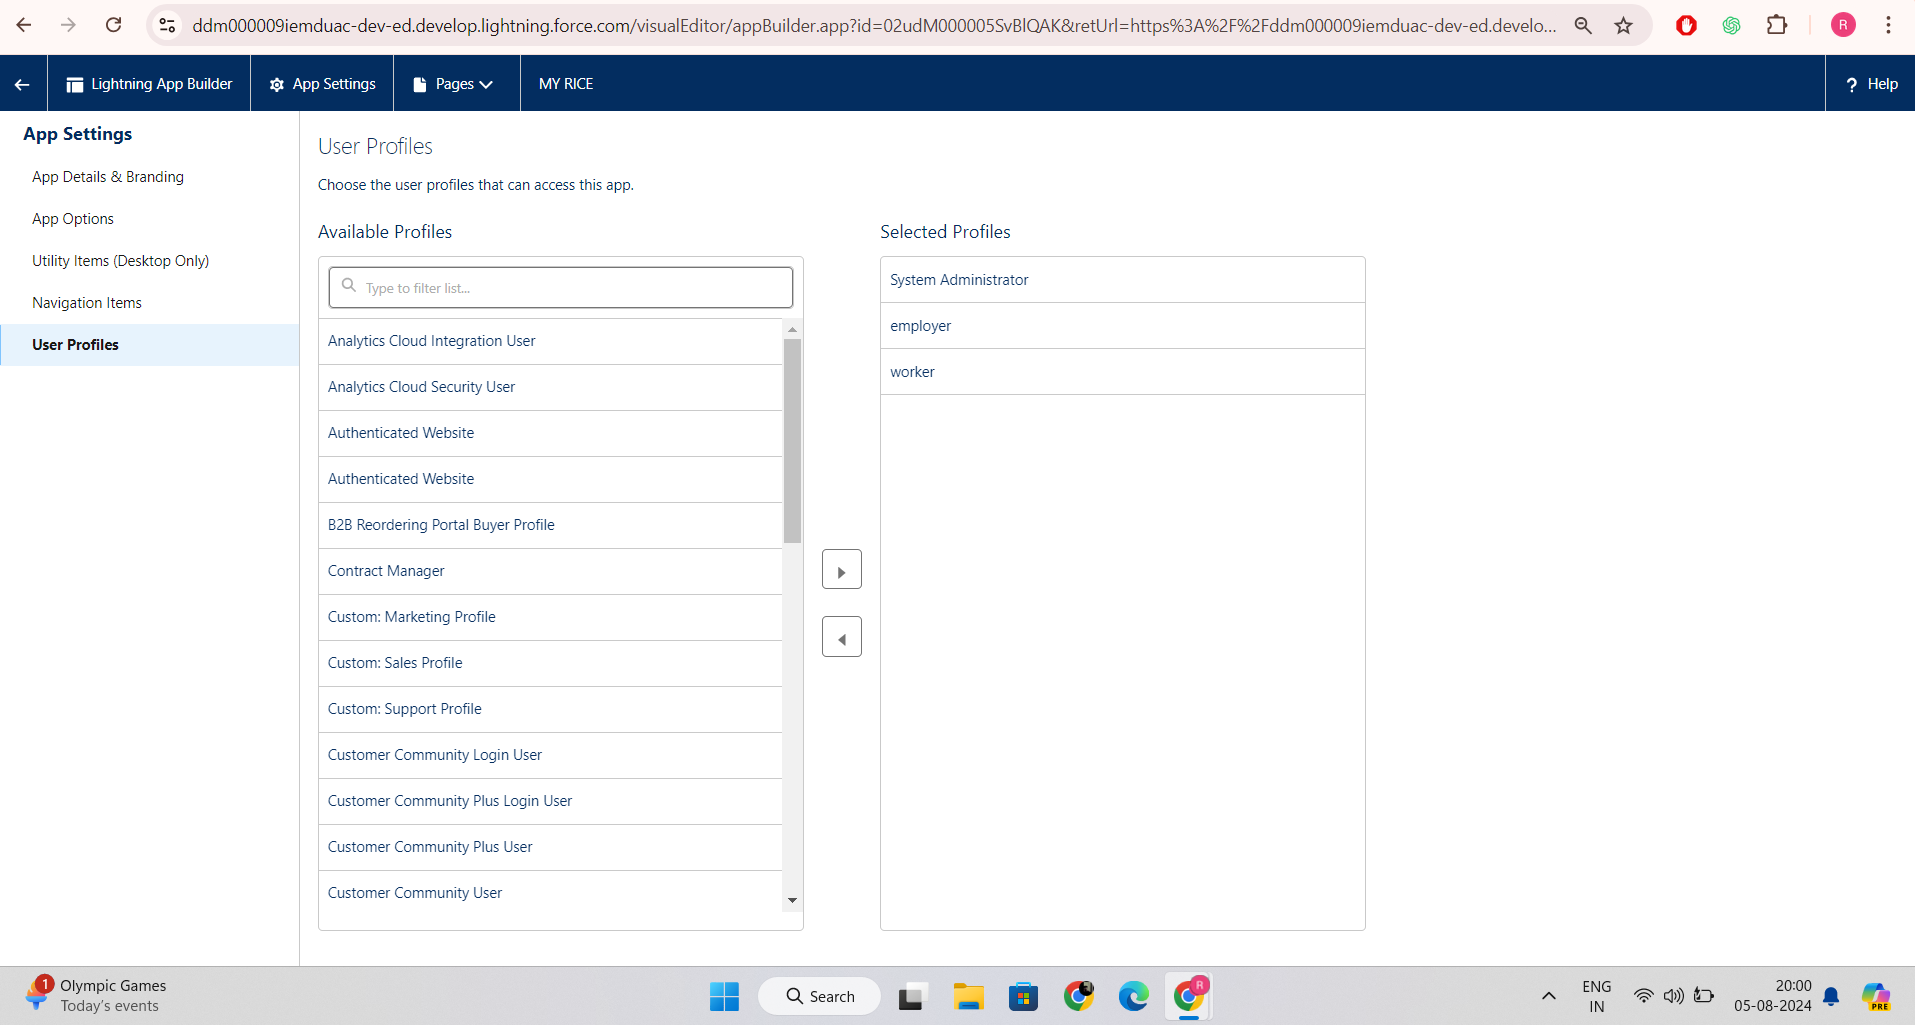 ddm000009iemduac-dev-ed.develop.lightning.force.com/visualEditor/appBuilder.app?id=02udM000005SvBlQAK&retUrl=https%3A%2F%2Fddm000009iemduac-dev-ed.develo...
R
Lightning App Builder
App Settings
Pages
MY RICE
? Help
App Settings
App Details & Branding
App Options
Utility Items (Desktop Only)
Navigation Items
User Profiles
User Profiles
Choose the user profiles that can access this app.
Available Profiles
Type to filter list...
Analytics Cloud Integration User
Analytics Cloud Security User
Authenticated Website
Authenticated Website
B2B Reordering Portal Buyer Profile
Contract Manager
Custom: Marketing Profile
Custom: Sales Profile
Custom: Support Profile
Customer Community Login User
Customer Community Plus Login User
Customer Community Plus User
Customer Community User
Selected Profiles
System Administrator
employer
worker
1
Olympic Games
Today's events
Search
R
ENG
IN
20:00
05-08-2024
PRE